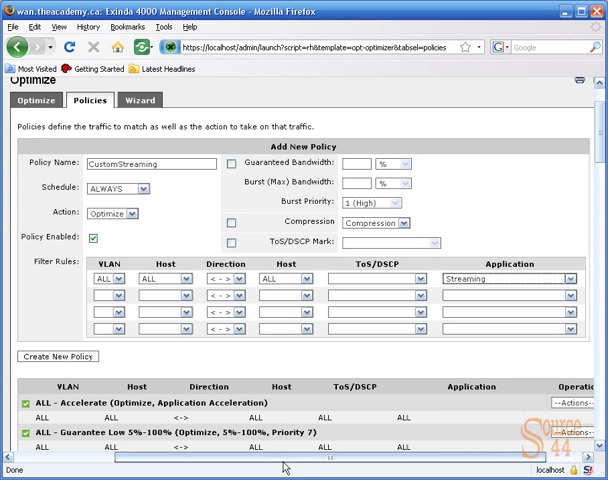 wan.theacademy.ca: Exinda 4000 Management Console - Mozilla Firefox
File Edit View History Bookmarks Tools Help
https://localhost/admin/launch?script=rh&template=opt-optimizer&tabsel=policies
Google
Most Visited Getting Started Latest Headlines
Optimize
Optimize Policies Wizard
Policies define the traffic to match as well as the action to take on that traffic.
Add New Policy
Policy Name: CustomStreaming
Guaranteed Bandwidth: %
Schedule: ALWAYS
Burst (Max) Bandwidth: %
Burst Priority: 1 (High)
Action: Optimize
Compression Compression
Policy Enabled:
ToS/DSCP Mark:
Filter Rules:
VLAN Host Direction Host ToS/DSCP Application
ALL ALL < - > ALL Streaming
< - >
< - >
< - >
Create New Policy
VLAN Host Direction Host ToS/DSCP Application Operatio
ALL - Accelerate (Optimize, Application Acceleration) --Actions--
ALL ALL <-> ALL ALL ALL
ALL - Guarantee Low 5%-100% (Optimize, 5%-100%, Priority 7) --Actions--
ALL ALL <-> ALL ALL ALL
Source
44
Done localhost